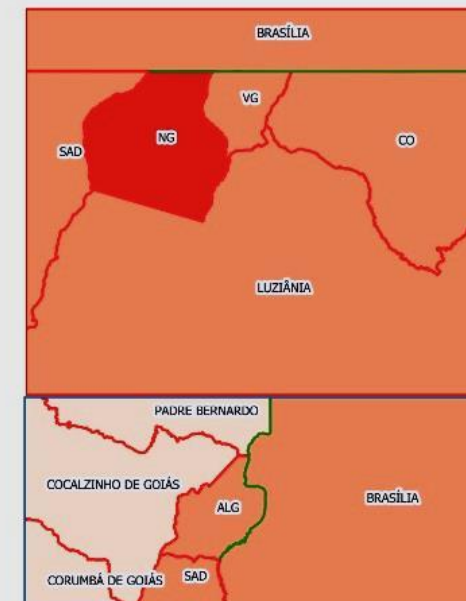 BRASÍLIA
VG
NG
CO
SAD
LUZIÂNIA
PADRE BERNARDO
COCALZINHO DE GOIÁS
BRASÍLIA
ALG
SAD
CORUMBÁ DE GOIÁS